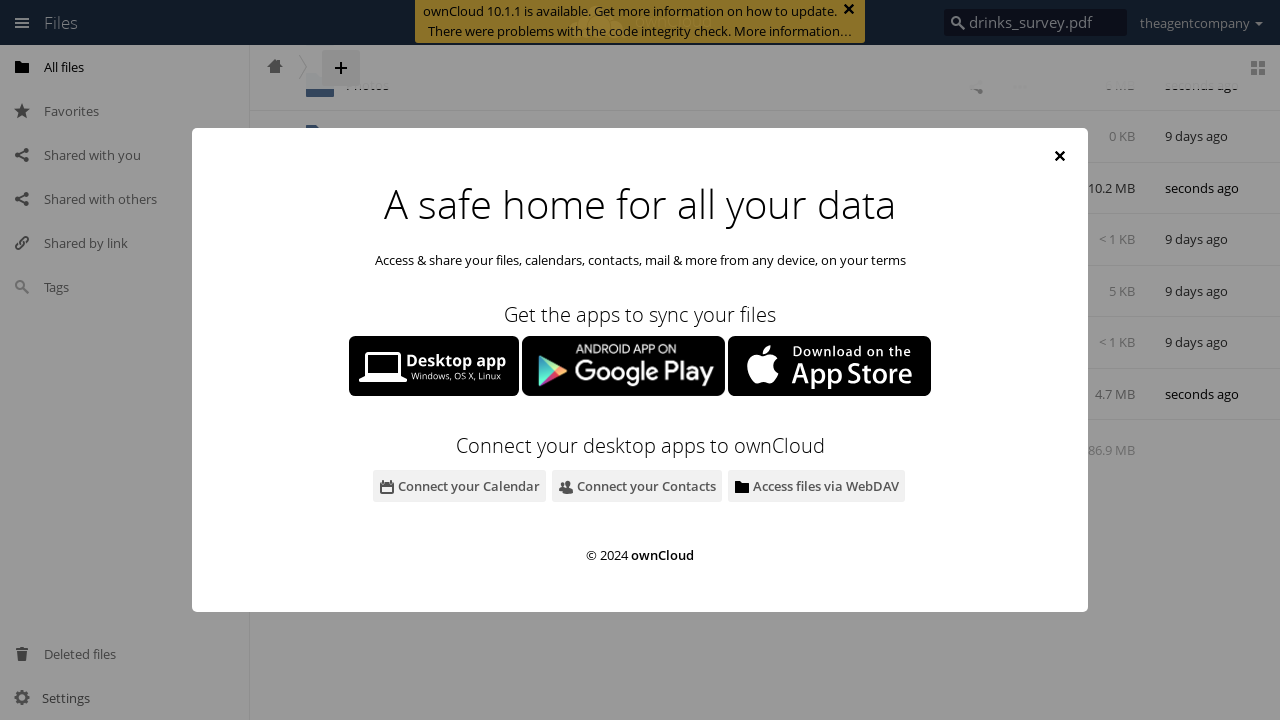 Files
ownCloud 10.1.1 is available. Get more information on how to update.
There were problems with the code integrity check. More information…
drinks_survey.pdf
theagentcompany
All files
Favorites
Shared with you
Shared with others
Shared by link
Tags
Deleted files
Settings
seconds ago
0 KB 9 days ago
10.2 MB seconds ago
< 1 KB 9 days ago
5 KB 9 days ago
< 1 KB 9 days ago
4.7 MB seconds ago
86.9 MB
A safe home for all your data
Access & share your files, calendars, contacts, mail & more from any device, on your terms
Get the apps to sync your files
Desktop app
Windows, OS X, Linux
ANDROID APP ON
Google Play
Download on the
App Store
Connect your desktop apps to ownCloud
Connect your Calendar
Connect your Contacts
Access files via WebDAV
© 2024 ownCloud